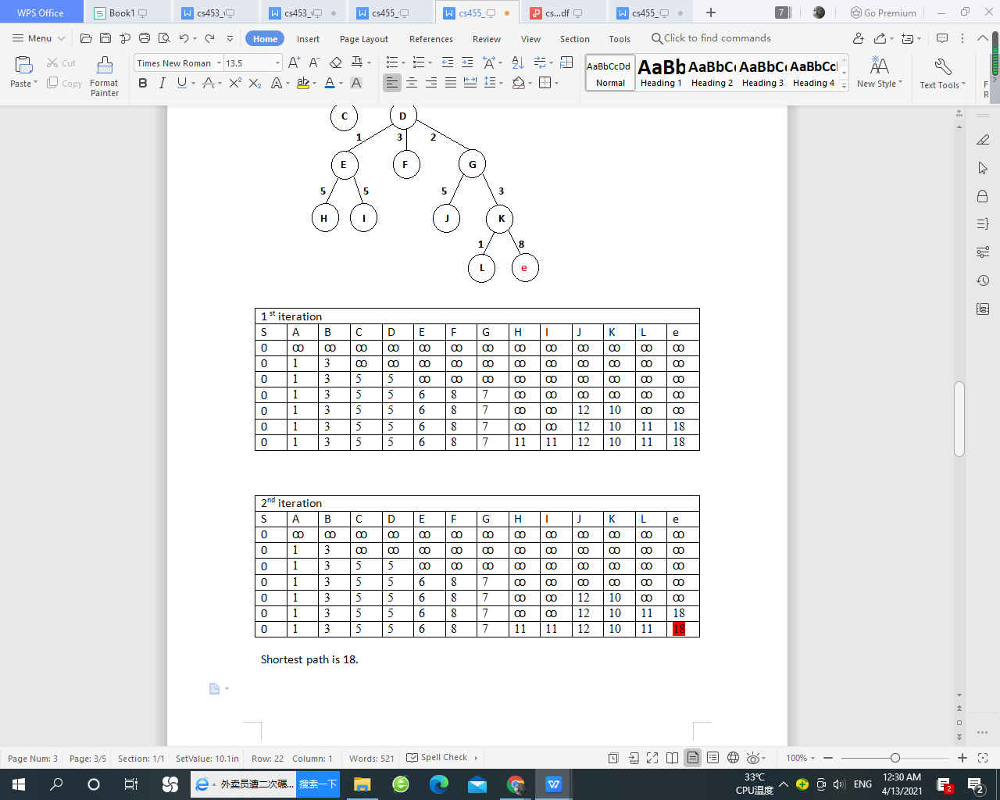 WPS Office Book1 cs453_ cs453_ cs455_ cs455_ cs...df cs455_ 7 Go Premium
Menu Home Insert Page Layout References Review View Section Tools Click to find commands
Paste Cut Copy Format Painter Times New Roman 13.5 AaBbCcDd Normal AaBb Heading 1 AaBbC Heading 2 AaBbC Heading 3 AaBbCc Heading 4 New Style Text Tools F R
B I U A X² X₂ A ab A A
C D
1 3 2
E F G
5 5 5 3
H I J K
1 8
L e
1 st iteration
S A B C D E F G H I J K L e
0 ∞ ∞ ∞ ∞ ∞ ∞ ∞ ∞ ∞ ∞ ∞ ∞ ∞
0 1 3 ∞ ∞ ∞ ∞ ∞ ∞ ∞ ∞ ∞ ∞ ∞
0 1 3 5 5 ∞ ∞ ∞ ∞ ∞ ∞ ∞ ∞ ∞
0 1 3 5 5 6 8 7 ∞ ∞ ∞ ∞ ∞ ∞
0 1 3 5 5 6 8 7 ∞ ∞ 12 10 ∞ ∞
0 1 3 5 5 6 8 7 ∞ ∞ 12 10 11 18
0 1 3 5 5 6 8 7 11 11 12 10 11 18
2nd iteration
S A B C D E F G H I J K L e
0 ∞ ∞ ∞ ∞ ∞ ∞ ∞ ∞ ∞ ∞ ∞ ∞ ∞
0 1 3 ∞ ∞ ∞ ∞ ∞ ∞ ∞ ∞ ∞ ∞ ∞
0 1 3 5 5 ∞ ∞ ∞ ∞ ∞ ∞ ∞ ∞ ∞
0 1 3 5 5 6 8 7 ∞ ∞ ∞ ∞ ∞ ∞
0 1 3 5 5 6 8 7 ∞ ∞ 12 10 ∞ ∞
0 1 3 5 5 6 8 7 ∞ ∞ 12 10 11 18
0 1 3 5 5 6 8 7 11 11 12 10 11 18
Shortest path is 18.
Page Num: 3 Page: 3/5 Section: 1/1 SetValue: 10.1in Row: 22 Column: 1 Words: 521 Spell Check 100%
外卖员遭二次碾... 搜索一下 33℃ CPU温度 ENG 12:30 AM 4/13/2021 2 2